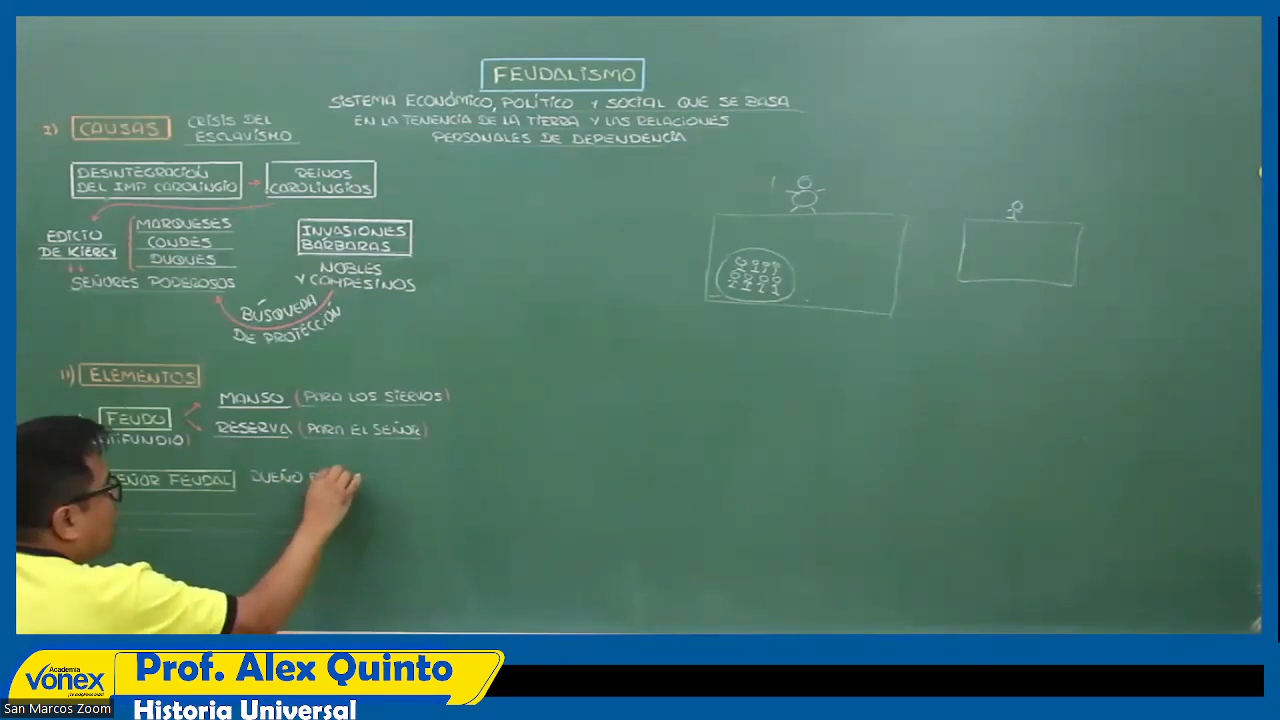 FEUDALISMO
SISTEMA ECONÓMICO, POLÍTICO Y SOCIAL QUE SE BASA
EN LA TENENCIA DE LA TIERRA Y LAS RELACIONES
PERSONALES DE DEPENDENCIA
I) CAUSAS
CRISIS DEL
ESCLAVISMO
DESINTEGRACIÓN
DEL IMP CAROLINGIO
REINOS
CAROLINGIOS
EDICTO
DE KIERCY
MARQUESES
CONDES
DUQUES
SEÑORES PODEROSOS
INVASIONES
BÁRBARAS
NOBLES
Y CAMPESINOS
BÚSQUEDA
DE PROTECCIÓN
II) ELEMENTOS
FEUDO
MANSO (PARA LOS SIERVOS)
RESERVA (PARA EL SEÑOR)
FEUDAL DUEÑO
Academia
VONEX
Prof. Alex Quinto
Historia Universal
San Marcos Zoom